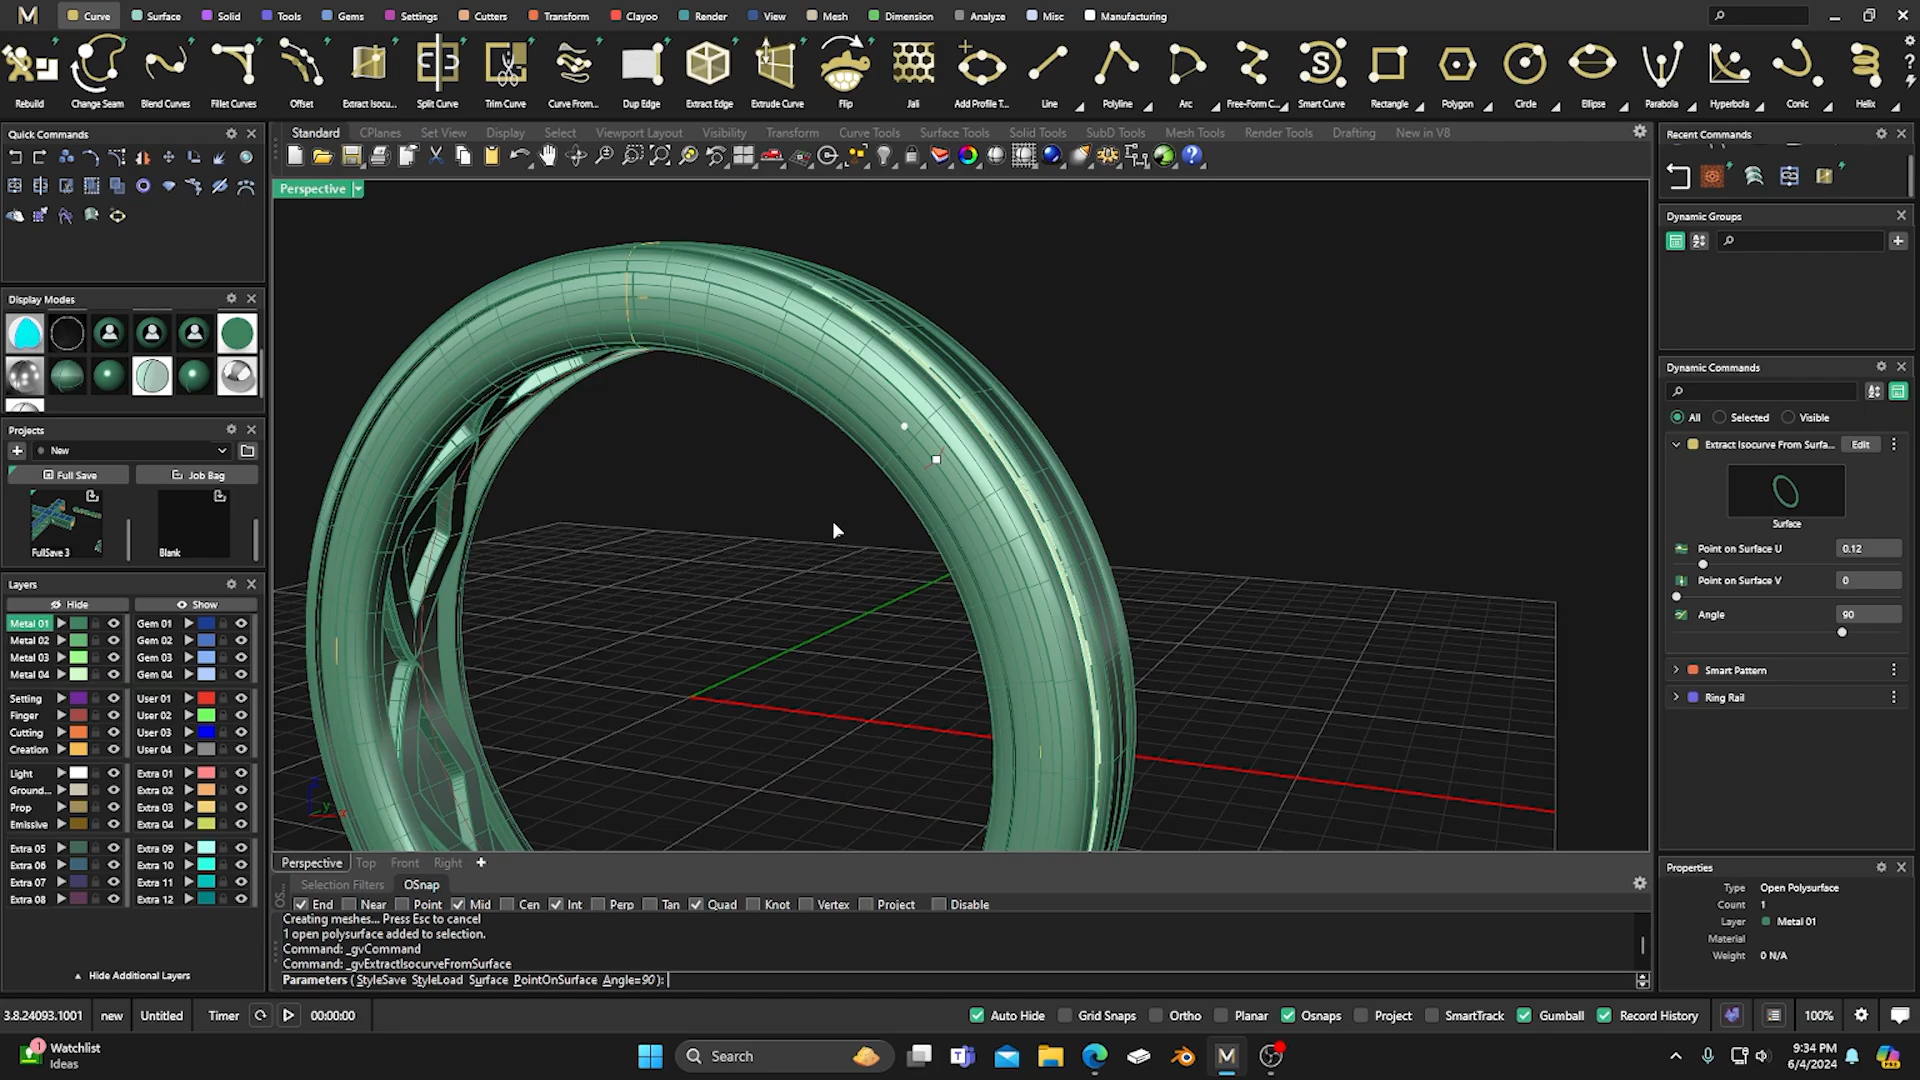 Curve Surface Solid Tools Gems Settings Cutters Transform Clayoo Render View Mesh Dimension Analyze Misc Manufacturing
Rebuild Change Seam Blend Curves Fillet Curves Offset Extract Isocu... Split Curve Trim Curve Curve From... Dup Edge Extract Edge Extrude Curve Flip Jali Add Profile T... Line Polyline Arc Free-Form C... Smart Curve Rectangle Polygon Circle Ellipse Parabola Hyperbola Conic Helix
Quick Commands
Standard CPlanes Set View Display Select Viewport Layout Visibility Transform Curve Tools Surface Tools Solid Tools SubD Tools Mesh Tools Render Tools Drafting New in V8
Recent Commands
Perspective
Dynamic Groups
Display Modes
Dynamic Commands
All Selected Visible
Extract Isocurve From Surfa... Edit
Surface
Point on Surface U 0.12
Point on Surface V 0
Angle 90
Smart Pattern
Ring Rail
Projects
New
Full Save Job Bag
FullSave 3 Blank
Layers
Hide Show
Metal 01 Gem 01
Metal 02 Gem 02
Metal 03 Gem 03
Metal 04 Gem 04
Setting User 01
Finger User 02
Cutting User 03
Creation User 04
Light Extra 01
Ground... Extra 02
Prop Extra 03
Emissive Extra 04
Extra 05 Extra 09
Extra 06 Extra 10
Extra 07 Extra 11
Extra 08 Extra 12
Hide Additional Layers
y x
Perspective Top Front Right
Selection Filters OSnap
End Near Point Mid Cen Int Perp Tan Quad Knot Vertex Project Disable
Creating meshes... Press Esc to cancel
1 open polysurface added to selection.
Command: _gvCommand
Command: _gvExtractIsocurveFromSurface
Parameters ( StyleSave StyleLoad Surface PointOnSurface Angle=90 ):
Properties
Type Open Polysurface
Count 1
Layer Metal 01
Material
Weight 0 N/A
3.8.24093.1001 new Untitled Timer 00:00:00 Auto Hide Grid Snaps Ortho Planar Osnaps Project SmartTrack Gumball Record History 100%
1 Watchlist
Ideas
Search
9:34 PM
6/4/2024